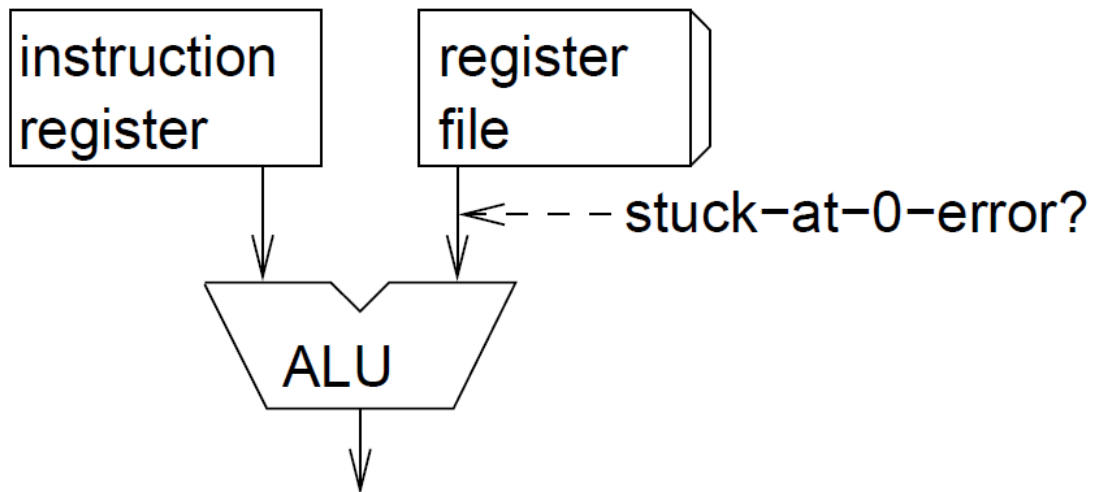 instruction
register
register
file
stuck−at−0−error?
ALU